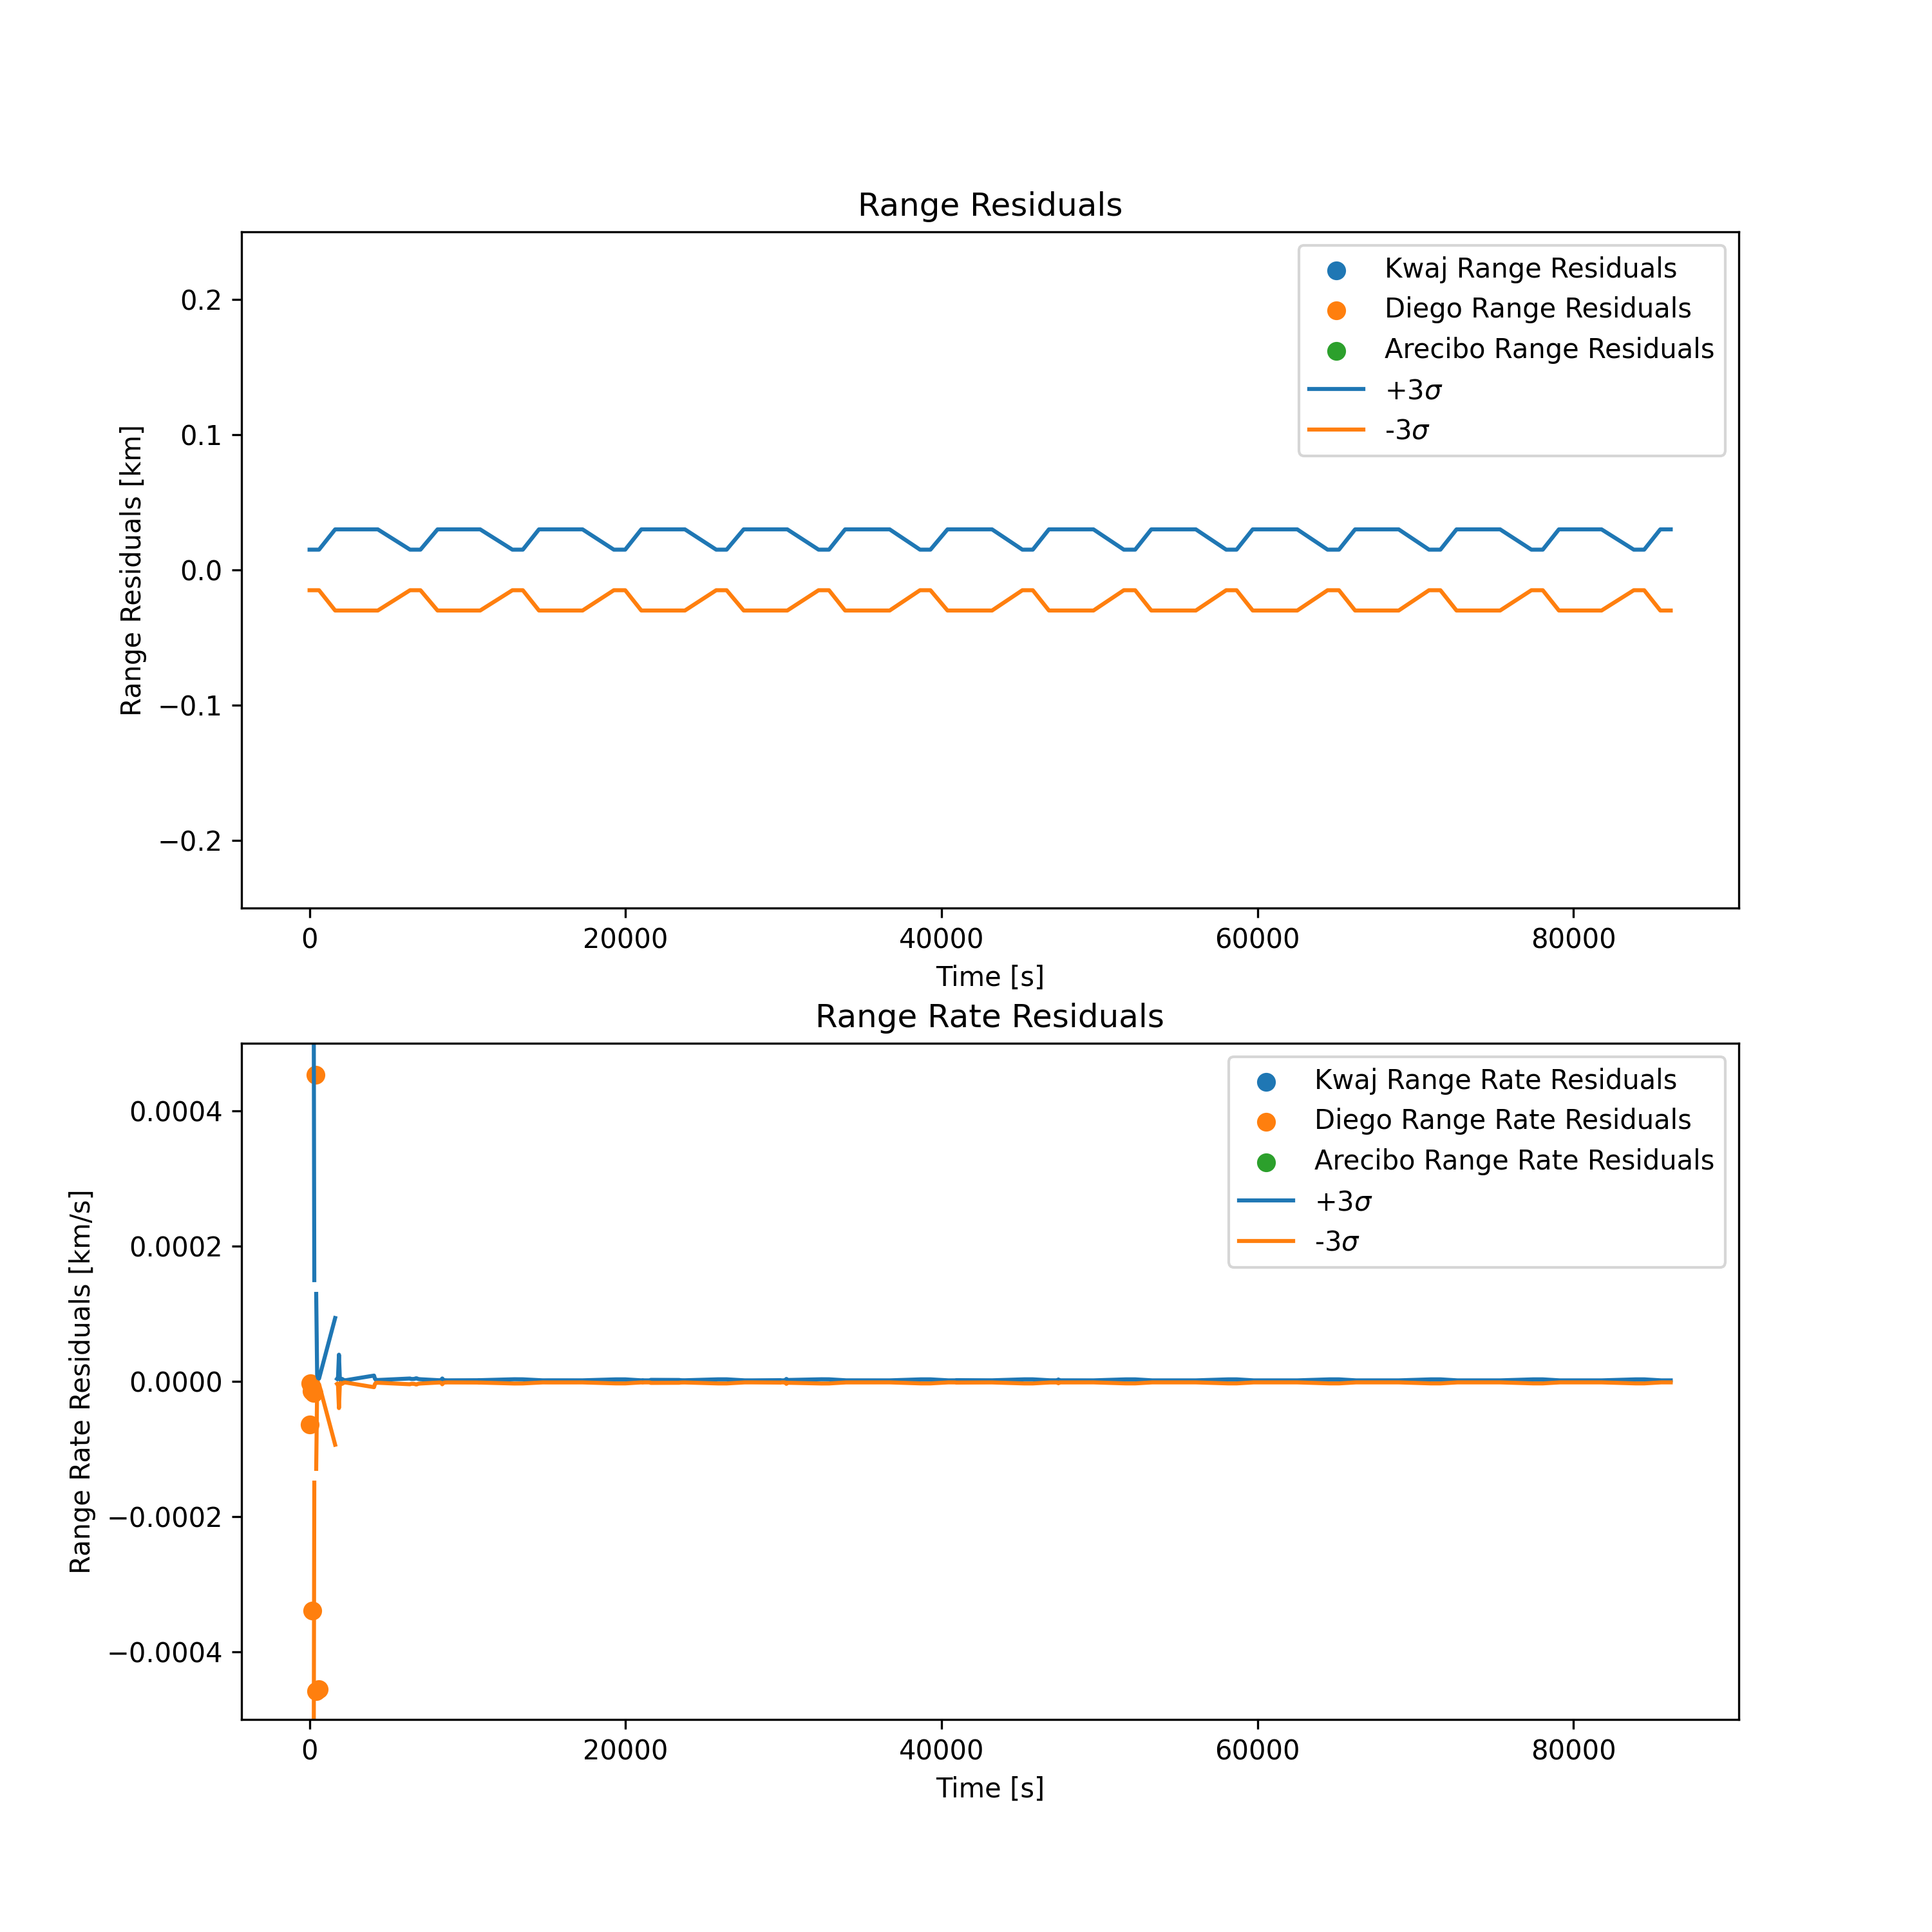 Range Residuals
Kwaj Range Residuals
Diego Range Residuals
Arecibo Range Residuals
+3σ
-3σ
Range Residuals [km]
0.2
0.1
0.0
−0.1
−0.2
0
20000
40000
60000
80000
Time [s]
Range Rate Residuals
Kwaj Range Rate Residuals
Diego Range Rate Residuals
Arecibo Range Rate Residuals
+3σ
-3σ
Range Rate Residuals [km/s]
0.0004
0.0002
0.0000
−0.0002
−0.0004
0
20000
40000
60000
80000
Time [s]